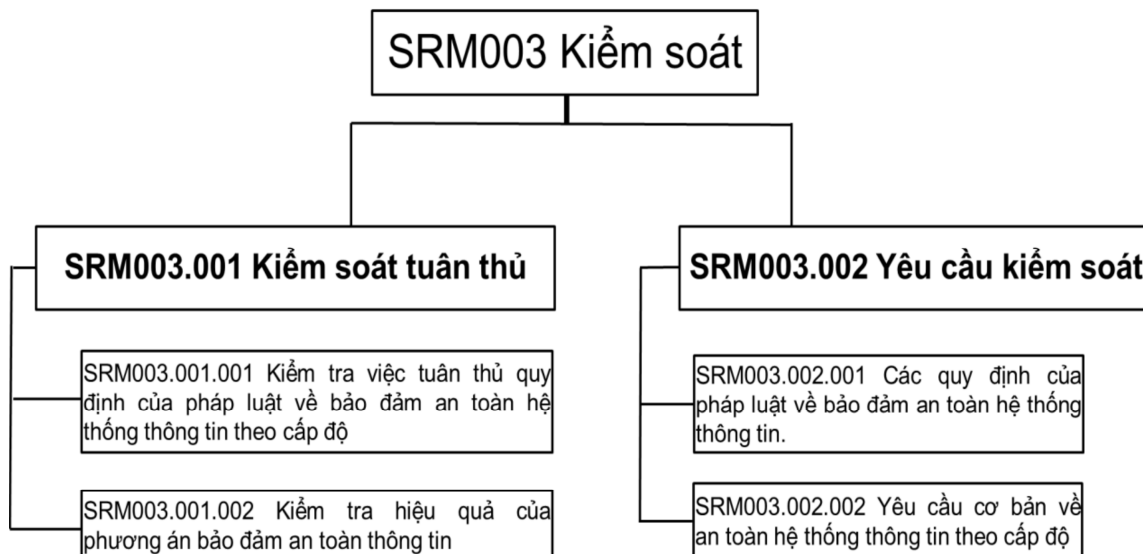 SRM003 Kiểm soát
SRM003.001 Kiểm soát tuân thủ
SRM003.001.001 Kiểm tra việc tuân thủ quy
định của pháp luật về bảo đảm an toàn hệ
thống thông tin theo cấp độ
SRM003.001.002 Kiểm tra hiệu quả của
phương án bảo đảm an toàn thông tin
SRM003.002 Yêu cầu kiểm soát
SRM003.002.001 Các quy định của
pháp luật về bảo đảm an toàn hệ thống
thông tin.
SRM003.002.002 Yêu cầu cơ bản về
an toàn hệ thống thông tin theo cấp độ